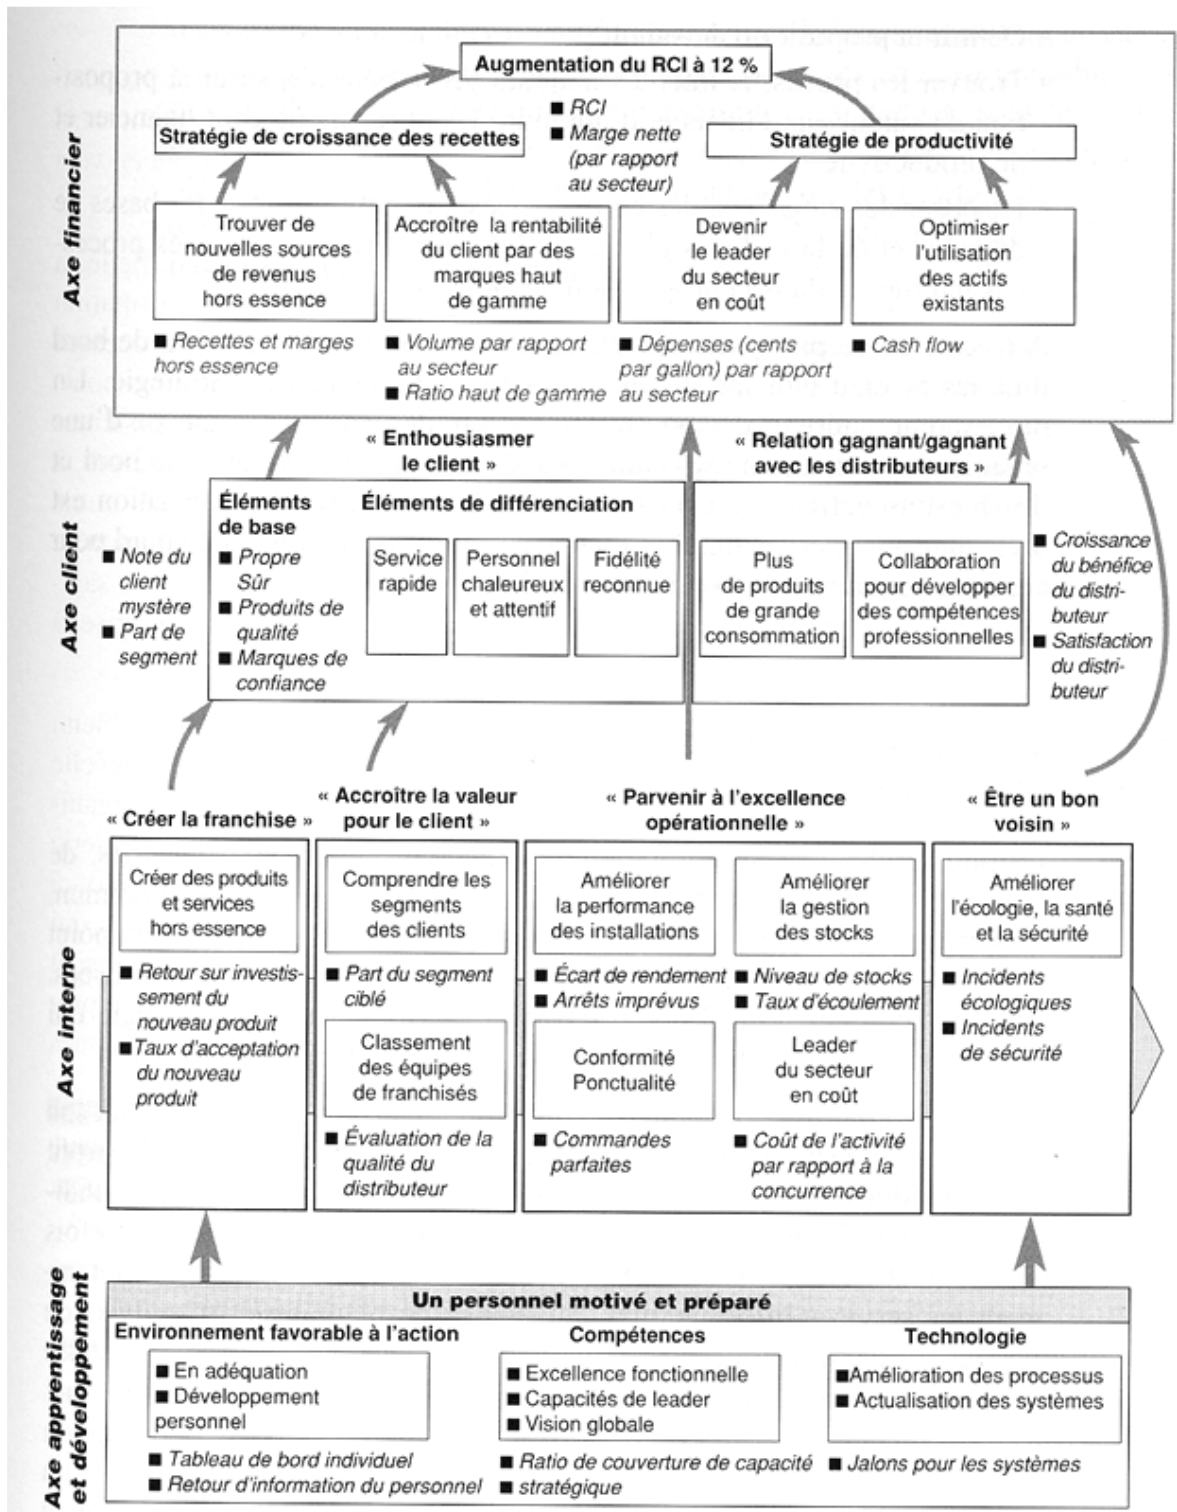 Augmentation du RCI à 12 %
Axe financier
Stratégie de croissance des recettes
■ RCI
■ Marge nette
(par rapport
au secteur)
Stratégie de productivité
Trouver de
nouvelles sources
de revenus
hors essence
Accroître la rentabilité
du client par des
marques haut
de gamme
Devenir
le leader
du secteur
en coût
Optimiser
l'utilisation
des actifs
existants
■ Recettes et marges
hors essence
■ Volume par rapport
au secteur
■ Ratio haut de gamme
■ Dépenses (cents
par gallon) par rapport
au secteur
■ Cash flow
Axe client
« Enthousiasmer
le client »
« Relation gagnant/gagnant
avec les distributeurs »
■ Note du
client
mystère
■ Part de
segment
Éléments
de base
■ Propre
Sûr
■ Produits de
qualité
■ Marques de
confiance
Éléments de différenciation
Service
rapide
Personnel
chaleureux
et attentif
Fidélité
reconnue
Plus
de produits
de grande
consommation
Collaboration
pour développer
des compétences
professionnelles
■ Croissance
du bénéfice
du distri-
buteur
■ Satisfaction
du distri-
buteur
Axe interne
« Créer la franchise »
Créer des produits
et services
hors essence
■ Retour sur investis-
sement du
nouveau produit
■ Taux d'acceptation
du nouveau
produit
« Accroître la valeur
pour le client »
Comprendre les
segments
des clients
■ Part du segment
ciblé
Classement
des équipes
de franchisés
■ Évaluation de la
qualité du
distributeur
« Parvenir à l'excellence
opérationnelle »
Améliorer
la performance
des installations
■ Écart de rendement
■ Arrêts imprévus
Améliorer
la gestion
des stocks
■ Niveau de stocks
■ Taux d'écoulement
Conformité
Ponctualité
■ Commandes
parfaites
Leader
du secteur
en coût
■ Coût de l'activité
par rapport à la
concurrence
« Être un bon
voisin »
Améliorer
l'écologie, la santé
et la sécurité
■ Incidents
écologiques
■ Incidents
de sécurité
Axe apprentissage
et développement
Un personnel motivé et préparé
Environnement favorable à l'action
■ En adéquation
■ Développement
personnel
■ Tableau de bord individuel
■ Retour d'information du personnel
Compétences
■ Excellence fonctionnelle
■ Capacités de leader
■ Vision globale
■ Ratio de couverture de capacité
■ stratégique
Technologie
■ Amélioration des processus
■ Actualisation des systèmes
■ Jalons pour les systèmes